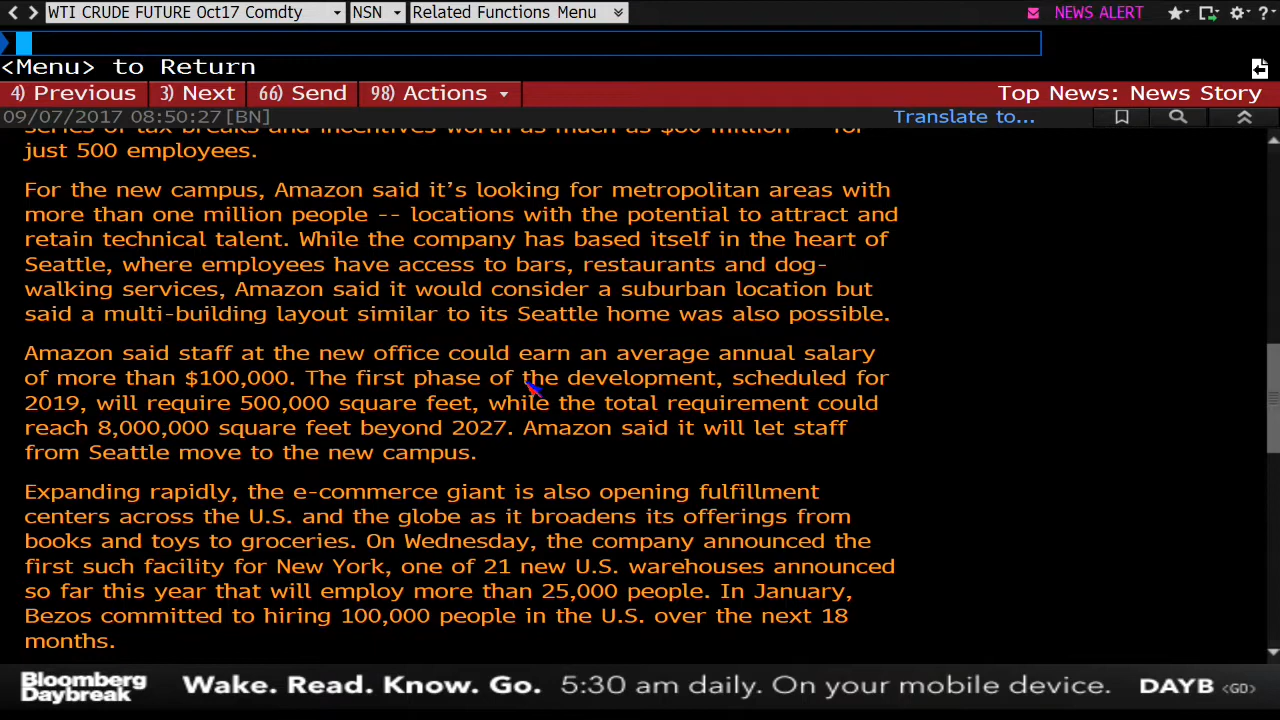 WTI CRUDE FUTURE Oct17 Comdty NSN Related Functions Menu NEWS ALERT
<Menu> to Return
4) Previous 3) Next 66) Send 98) Actions Top News: News Story
09/07/2017 08:50:27[BN] Translate to...
series of tax breaks and incentives worth as much as $60 million -- for
just 500 employees.
For the new campus, Amazon said it's looking for metropolitan areas with
more than one million people -- locations with the potential to attract and
retain technical talent. While the company has based itself in the heart of
Seattle, where employees have access to bars, restaurants and dog-
walking services, Amazon said it would consider a suburban location but
said a multi-building layout similar to its Seattle home was also possible.
Amazon said staff at the new office could earn an average annual salary
of more than $100,000. The first phase of the development, scheduled for
2019, will require 500,000 square feet, while the total requirement could
reach 8,000,000 square feet beyond 2027. Amazon said it will let staff
from Seattle move to the new campus.
Expanding rapidly, the e-commerce giant is also opening fulfillment
centers across the U.S. and the globe as it broadens its offerings from
books and toys to groceries. On Wednesday, the company announced the
first such facility for New York, one of 21 new U.S. warehouses announced
so far this year that will employ more than 25,000 people. In January,
Bezos committed to hiring 100,000 people in the U.S. over the next 18
months.
Bloomberg
Daybreak
Wake. Read. Know. Go. 5:30 am daily. On your mobile device. DAYB <GO>